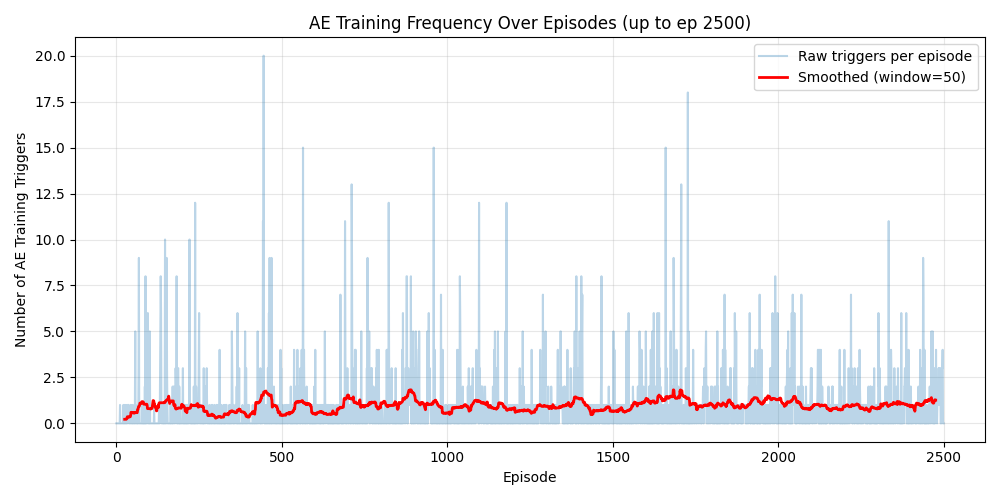 AE Training Frequency Over Episodes (up to ep 2500)
Raw triggers per episode
Smoothed (window=50)
Number of AE Training Triggers
20.0
17.5
15.0
12.5
10.0
7.5
5.0
2.5
0.0
0 500 1000 1500 2000 2500
Episode